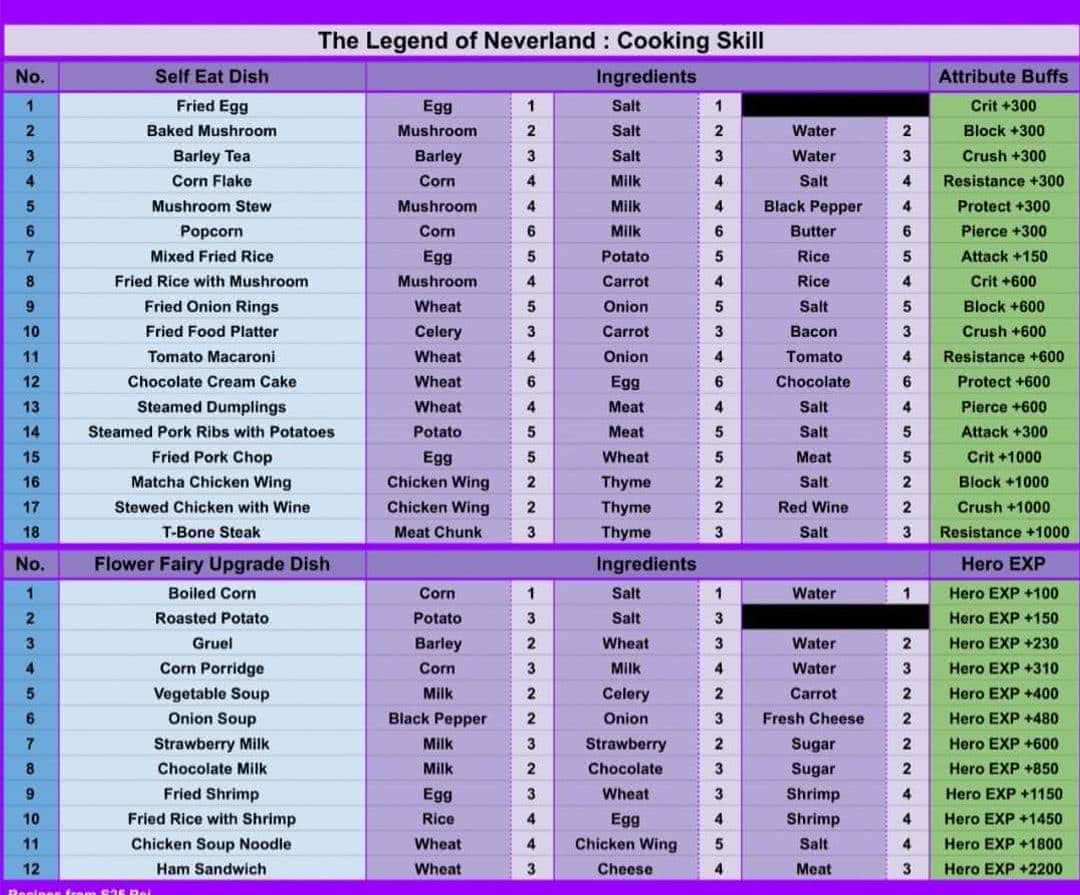 The Legend of Neverland : Cooking Skill
No. Self Eat Dish Ingredients Attribute Buffs
1 Fried Egg Egg 1 Salt 1 Crit +300
2 Baked Mushroom Mushroom 2 Salt 2 Water 2 Block +300
3 Barley Tea Barley 3 Salt 3 Water 3 Crush +300
4 Corn Flake Corn 4 Milk 4 Salt 4 Resistance +300
5 Mushroom Stew Mushroom 4 Milk 4 Black Pepper 4 Protect +300
6 Popcorn Corn 6 Milk 6 Butter 6 Pierce +300
7 Mixed Fried Rice Egg 5 Potato 5 Rice 5 Attack +150
8 Fried Rice with Mushroom Mushroom 4 Carrot 4 Rice 4 Crit +600
9 Fried Onion Rings Wheat 5 Onion 5 Salt 5 Block +600
10 Fried Food Platter Celery 3 Carrot 3 Bacon 3 Crush +600
11 Tomato Macaroni Wheat 4 Onion 4 Tomato 4 Resistance +600
12 Chocolate Cream Cake Wheat 6 Egg 6 Chocolate 6 Protect +600
13 Steamed Dumplings Wheat 4 Meat 4 Salt 4 Pierce +600
14 Steamed Pork Ribs with Potatoes Potato 5 Meat 5 Salt 5 Attack +300
15 Fried Pork Chop Egg 5 Wheat 5 Meat 5 Crit +1000
16 Matcha Chicken Wing Chicken Wing 2 Thyme 2 Salt 2 Block +1000
17 Stewed Chicken with Wine Chicken Wing 2 Thyme 2 Red Wine 2 Crush +1000
18 T-Bone Steak Meat Chunk 3 Thyme 3 Salt 3 Resistance +1000
No. Flower Fairy Upgrade Dish Ingredients Hero EXP
1 Boiled Corn Corn 1 Salt 1 Water 1 Hero EXP +100
2 Roasted Potato Potato 3 Salt 3 Hero EXP +150
3 Gruel Barley 2 Wheat 3 Water 2 Hero EXP +230
4 Corn Porridge Corn 3 Milk 4 Water 3 Hero EXP +310
5 Vegetable Soup Milk 2 Celery 2 Carrot 2 Hero EXP +400
6 Onion Soup Black Pepper 2 Onion 3 Fresh Cheese 2 Hero EXP +480
7 Strawberry Milk Milk 3 Strawberry 2 Sugar 2 Hero EXP +600
8 Chocolate Milk Milk 2 Chocolate 3 Sugar 2 Hero EXP +850
9 Fried Shrimp Egg 3 Wheat 3 Shrimp 4 Hero EXP +1150
10 Fried Rice with Shrimp Rice 4 Egg 4 Shrimp 4 Hero EXP +1450
11 Chicken Soup Noodle Wheat 4 Chicken Wing 5 Salt 4 Hero EXP +1800
12 Ham Sandwich Wheat 3 Cheese 4 Meat 3 Hero EXP +2200
Recipes from